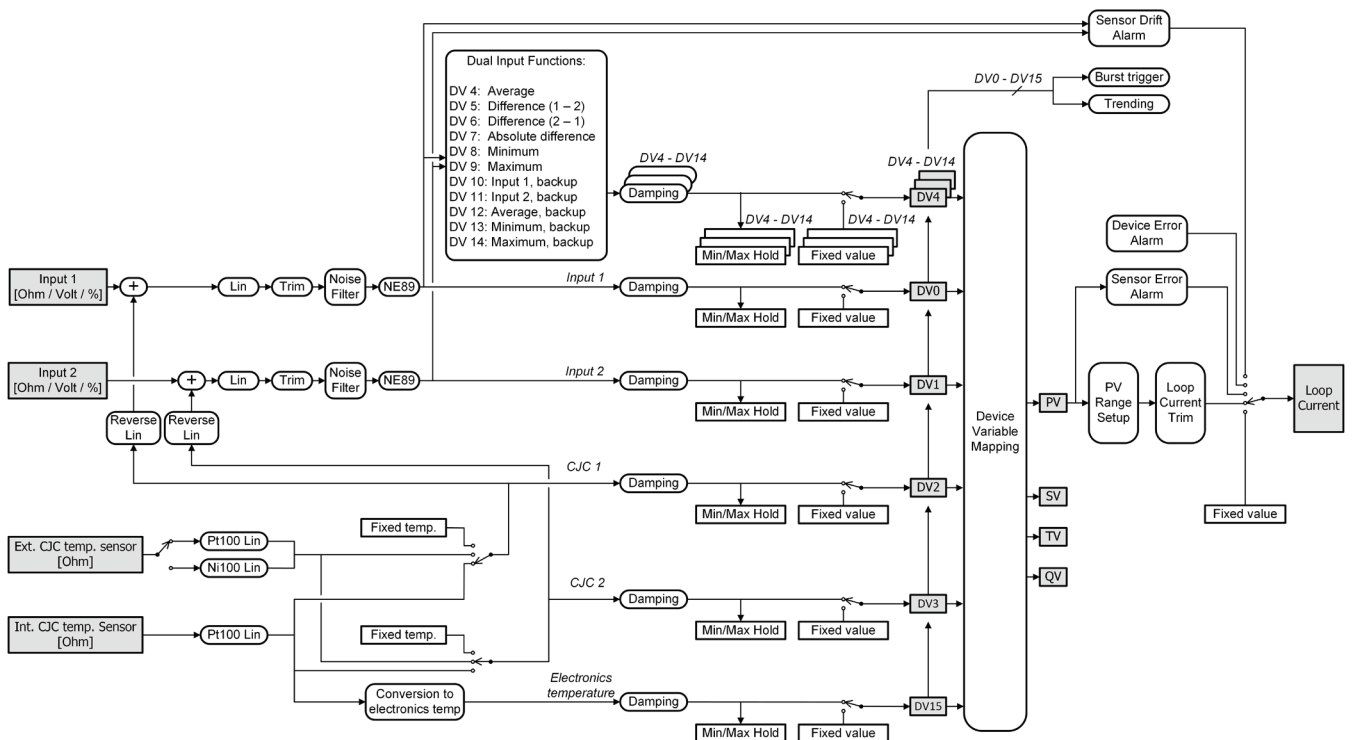 Sensor Drift
Alarm
Dual Input Functions:
DV 4: Average
DV 5: Difference (1 – 2)
DV 6: Difference (2 – 1)
DV 7: Absolute difference
DV 8: Minimum
DV 9: Maximum
DV 10: Input 1, backup
DV 11: Input 2, backup
DV 12: Average, backup
DV 13: Minimum, backup
DV 14: Maximum, backup
DV0 - DV15
Burst trigger
Trending
DV4 - DV14
Damping
DV4 - DV14
DV4
DV4 - DV14
DV4 - DV14
Min/Max Hold
Fixed value
Device Error
Alarm
Input 1
[Ohm / Volt / %]
+
Lin
Trim
Noise
Filter
NE89
Input 1
Damping
DV0
Min/Max Hold
Fixed value
Sensor Error
Alarm
Input 2
[Ohm / Volt / %]
+
Lin
Trim
Noise
Filter
NE89
Input 2
Damping
DV1
Min/Max Hold
Fixed value
Reverse
Lin
Reverse
Lin
Device
Variable
Mapping
PV
PV
Range
Setup
Loop
Current
Trim
Loop
Current
CJC 1
Damping
DV2
Min/Max Hold
Fixed value
SV
TV
QV
Fixed value
Ext. CJC temp. sensor
[Ohm]
Pt100 Lin
Ni100 Lin
Fixed temp.
CJC 2
Damping
DV3
Min/Max Hold
Fixed value
Int. CJC temp. Sensor
[Ohm]
Pt100 Lin
Fixed temp.
Conversion to
electronics temp
Electronics
temperature
Damping
DV15
Min/Max Hold
Fixed value